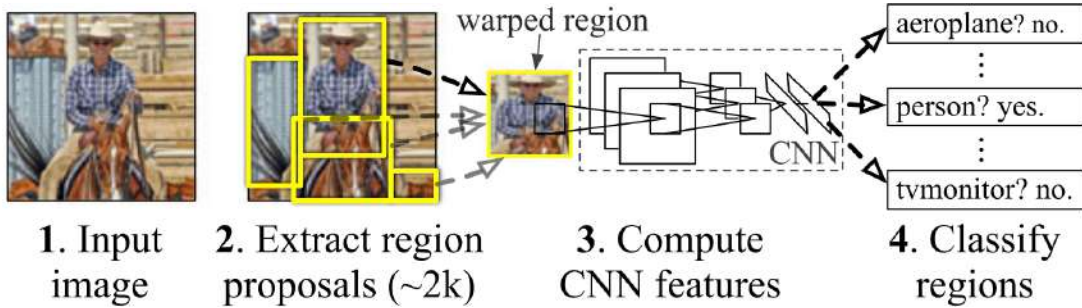 warped region
aeroplane? no.
⋮
person? yes.
CNN
⋮
tvmonitor? no.
1. Input
image
2. Extract region
proposals (~2k)
3. Compute
CNN features
4. Classify
regions